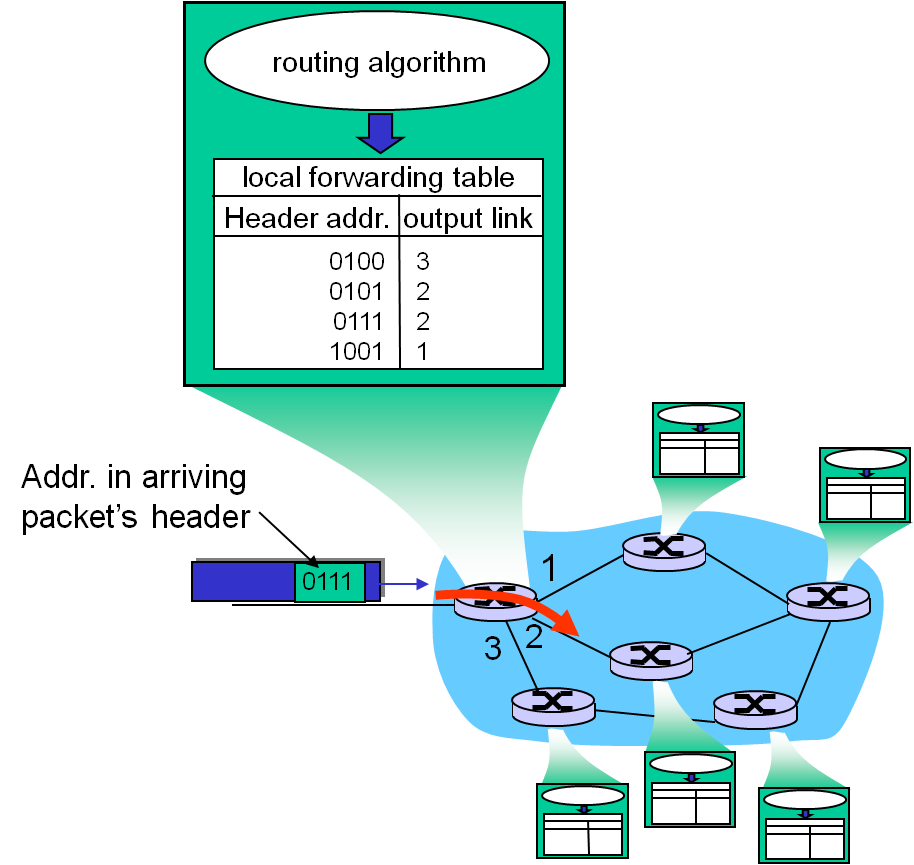 routing algorithm
local forwarding table
Header addr. output link
0100 3
0101 2
0111 2
1001 1
Addr. in arriving
packet's header
0111
1
2
3